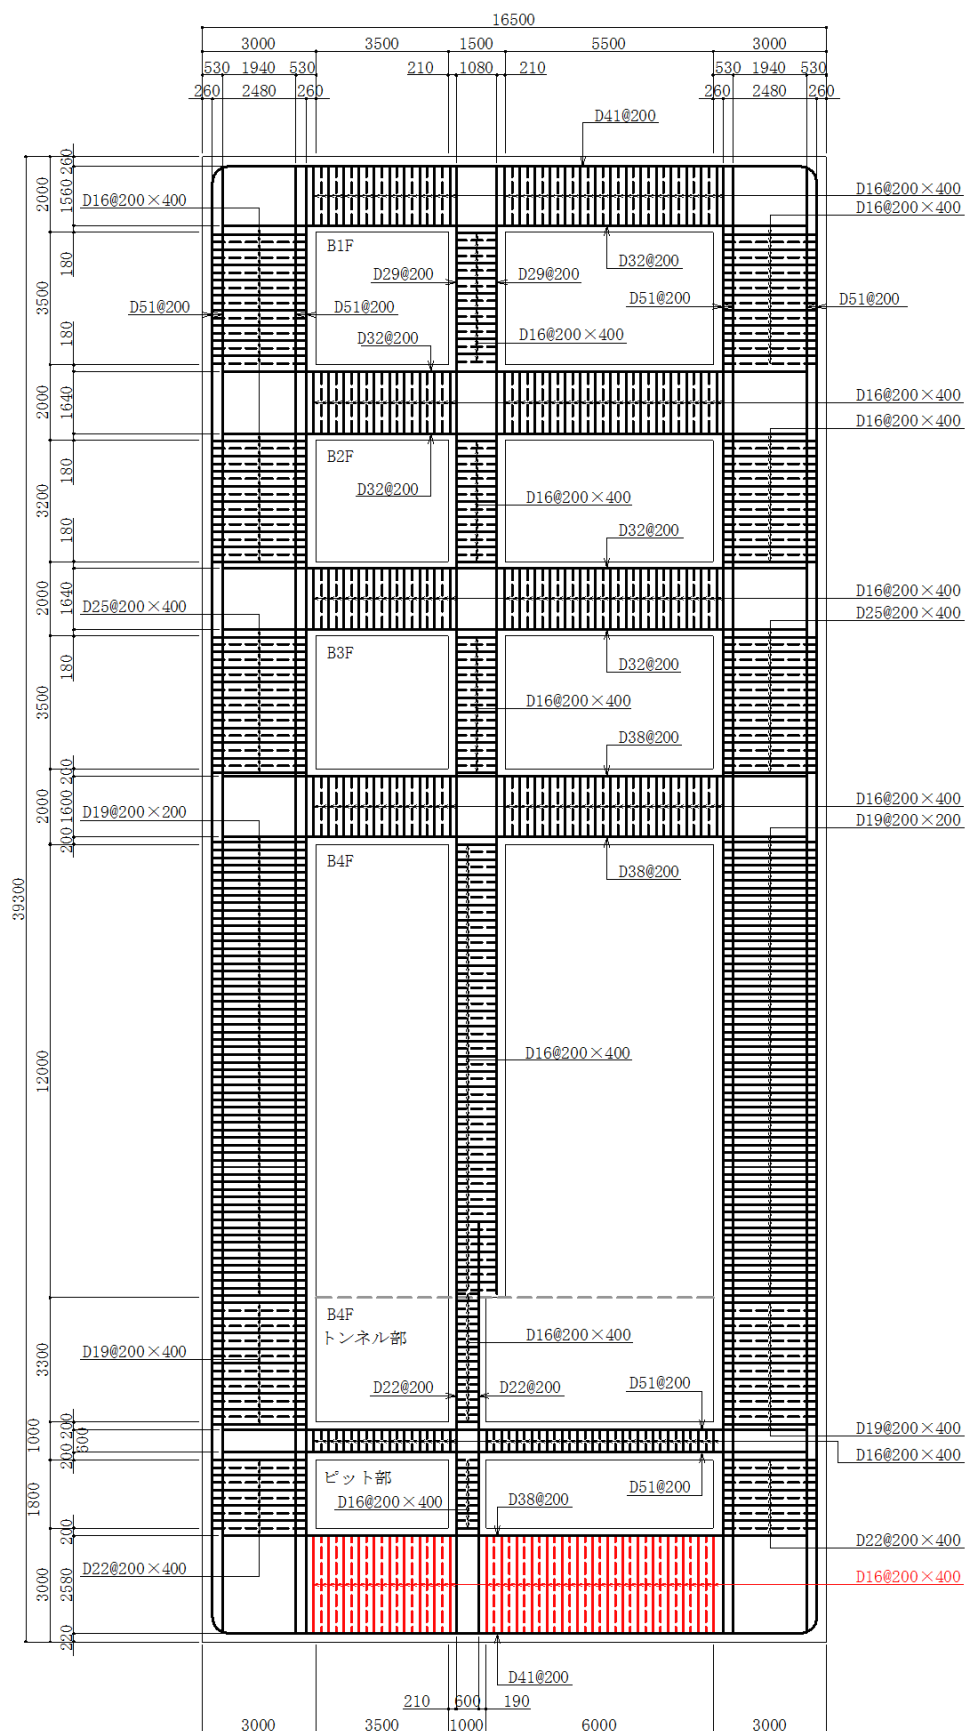 16500
3000 3500 1500 5500 3000
530 1940 530 210 1080 210 530 1940 530
260 2480 260 260 2480 260
D41@200
260
2000
1560
D16@200×400
D16@200×400
D16@200×400
B1F
D32@200
180
D29@200
D29@200
3500
D51@200
D51@200
D51@200
D51@200
180
D32@200
D16@200×400
2000
1640
D16@200×400
D16@200×400
B2F
180
D32@200
3200
D16@200×400
180
D32@200
2000
1640
D16@200×400
D25@200×400
D25@200×400
B3F
180
D32@200
3500
D16@200×400
D38@200
200
2000
1600
D16@200×400
D19@200×200
D19@200×200
200
B4F
D38@200
39300
12000
D16@200×400
B4F
トンネル部
3300
D16@200×400
D19@200×400
D22@200
D22@200
D51@200
1000
200
600
200
D19@200×400
D16@200×400
ピット部
D51@200
1800
D16@200×400
D38@200
200
D22@200×400
D22@200×400
3000
2580
D16@200×400
220
D41@200
210 600 190
3000 3500 1000 6000 3000